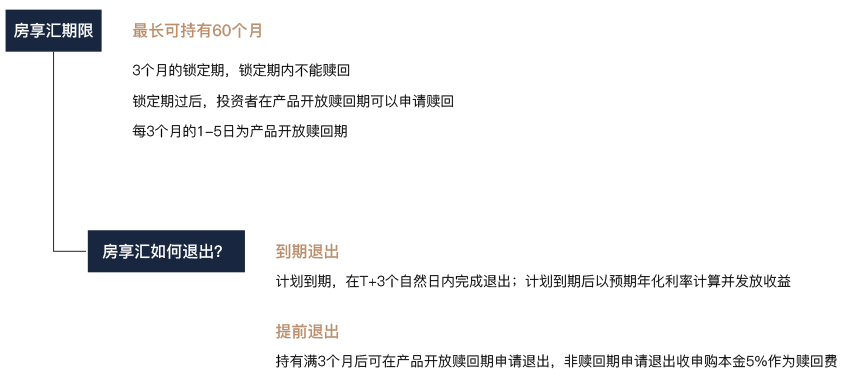 房享汇期限
最长可持有60个月
3个月的锁定期，锁定期内不能赎回
锁定期过后，投资者在产品开放赎回期可以申请赎回
每3个月的1-5日为产品开放赎回期
房享汇如何退出？
到期退出
计划到期，在T+3个自然日内完成退出；计划到期后以预期年化利率计算并发放收益
提前退出
持有满3个月后可在产品开放赎回期申请退出，非赎回期申请退出收申购本金5%作为赎回费